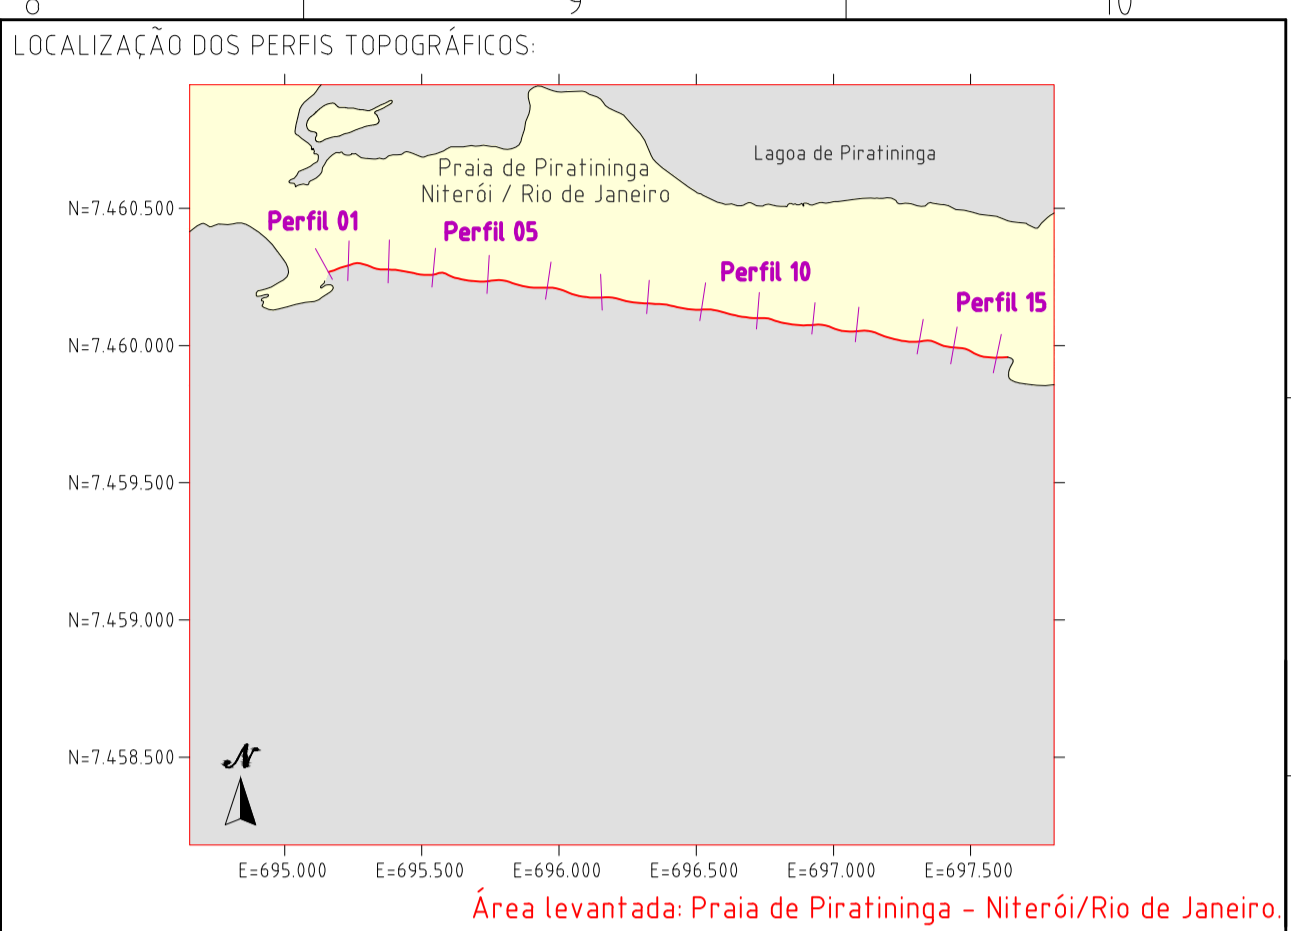 8 9 10
LOCALIZAÇÃO DOS PERFIS TOPOGRÁFICOS:
Lagoa de Piratininga
Praia de Piratininga
Niterói / Rio de Janeiro
N=7.460.500
Perfil 01
Perfil 05
Perfil 10
Perfil 15
N=7.460.000
N=7.459.500
N=7.459.000
N=7.458.500
N
E=695.000 E=695.500 E=696.000 E=696.500 E=697.000 E=697.500
Área levantada: Praia de Piratininga - Niterói/Rio de Janeiro.